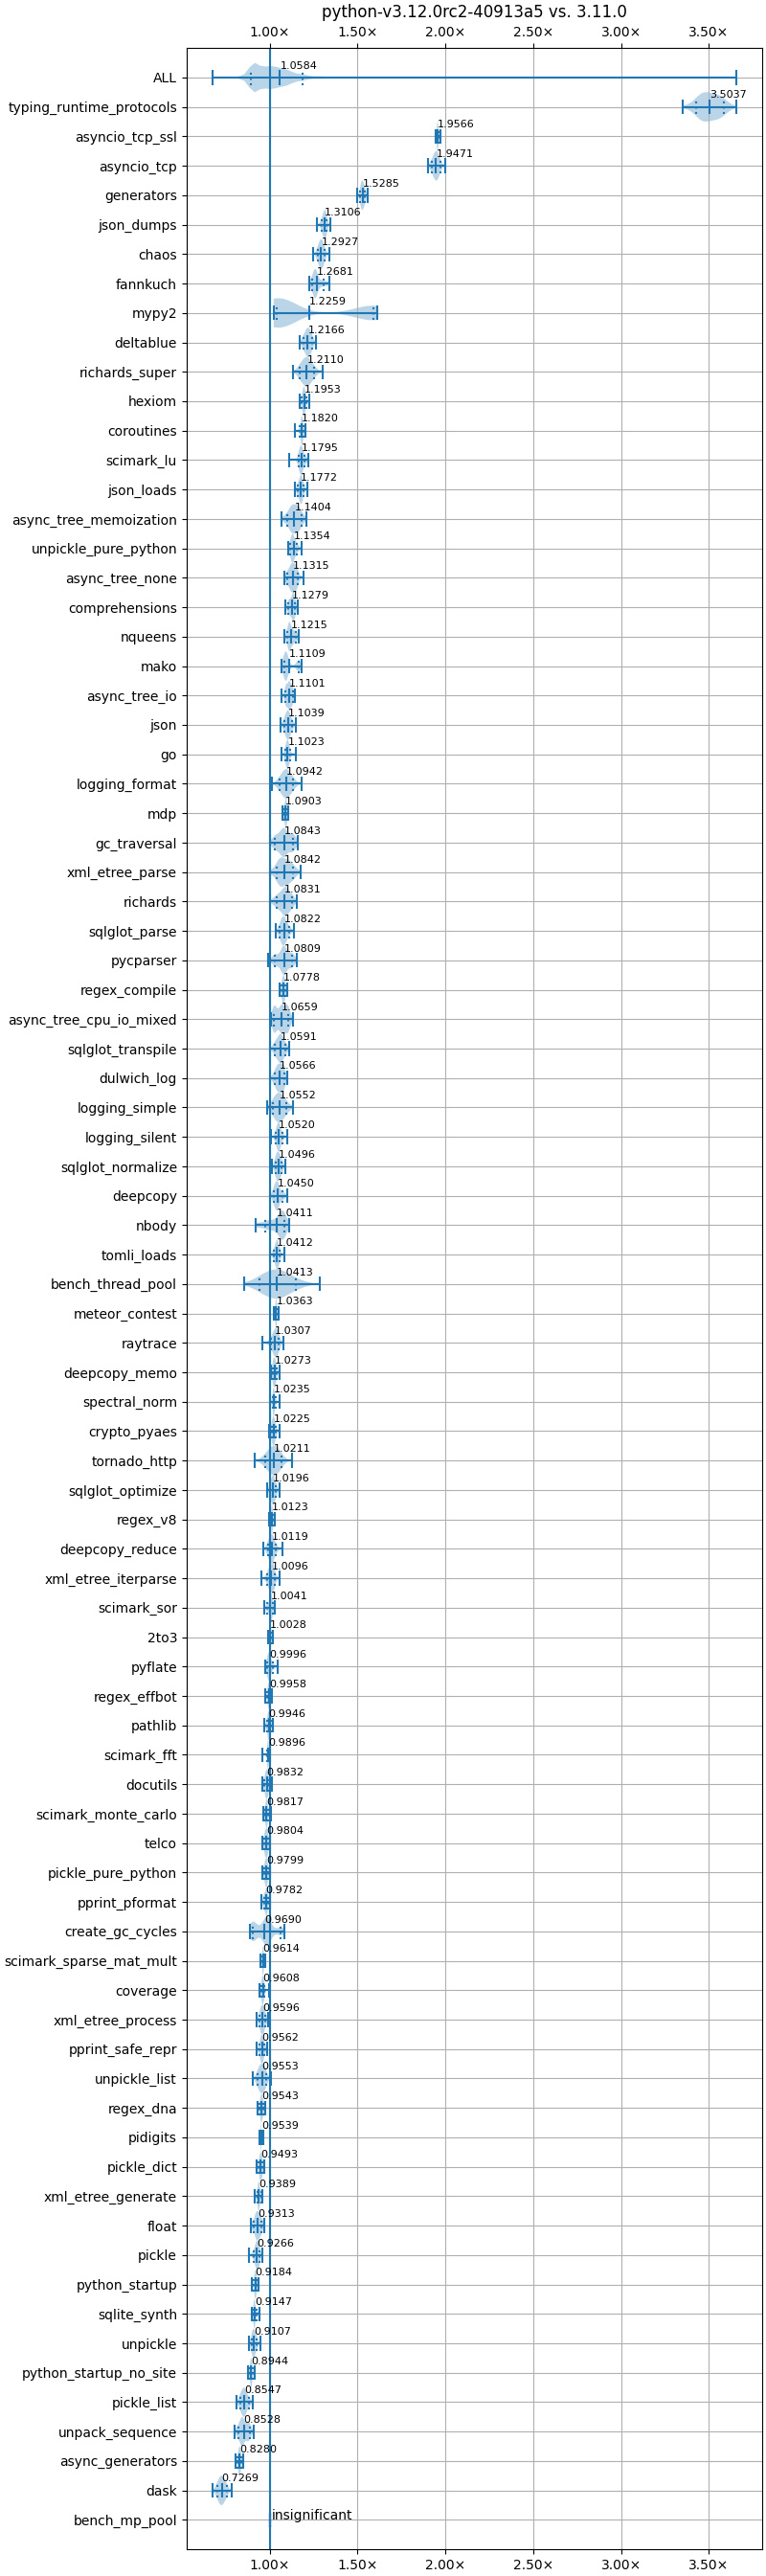 python-v3.12.0rc2-40913a5 vs. 3.11.0
1.00× 1.50× 2.00× 2.50× 3.00× 3.50×
ALL 1.0584
typing_runtime_protocols 3.5037
asyncio_tcp_ssl 1.9566
asyncio_tcp 1.9471
generators 1.5285
json_dumps 1.3106
chaos 1.2927
fannkuch 1.2681
mypy2 1.2259
deltablue 1.2166
richards_super 1.2110
hexiom 1.1953
coroutines 1.1820
scimark_lu 1.1795
json_loads 1.1772
async_tree_memoization 1.1404
unpickle_pure_python 1.1354
async_tree_none 1.1315
comprehensions 1.1279
nqueens 1.1215
mako 1.1109
async_tree_io 1.1101
json 1.1039
go 1.1023
logging_format 1.0942
mdp 1.0903
gc_traversal 1.0843
xml_etree_parse 1.0842
richards 1.0831
sqlglot_parse 1.0822
pycparser 1.0809
regex_compile 1.0778
async_tree_cpu_io_mixed 1.0659
sqlglot_transpile 1.0591
dulwich_log 1.0566
logging_simple 1.0552
logging_silent 1.0520
sqlglot_normalize 1.0496
deepcopy 1.0450
nbody 1.0411
tomli_loads 1.0412
bench_thread_pool 1.0413
meteor_contest 1.0363
raytrace 1.0307
deepcopy_memo 1.0273
spectral_norm 1.0235
crypto_pyaes 1.0225
tornado_http 1.0211
sqlglot_optimize 1.0196
regex_v8 1.0123
deepcopy_reduce 1.0119
xml_etree_iterparse 1.0096
scimark_sor 1.0041
2to3 1.0028
pyflate 0.9996
regex_effbot 0.9958
pathlib 0.9946
scimark_fft 0.9896
docutils 0.9832
scimark_monte_carlo 0.9817
telco 0.9804
pickle_pure_python 0.9799
pprint_pformat 0.9782
create_gc_cycles 0.9690
scimark_sparse_mat_mult 0.9614
coverage 0.9608
xml_etree_process 0.9596
pprint_safe_repr 0.9562
unpickle_list 0.9553
regex_dna 0.9543
pidigits 0.9539
pickle_dict 0.9493
xml_etree_generate 0.9389
float 0.9313
pickle 0.9266
python_startup 0.9184
sqlite_synth 0.9147
unpickle 0.9107
python_startup_no_site 0.8944
pickle_list 0.8547
unpack_sequence 0.8528
async_generators 0.8280
dask 0.7269
bench_mp_pool insignificant
1.00× 1.50× 2.00× 2.50× 3.00× 3.50×